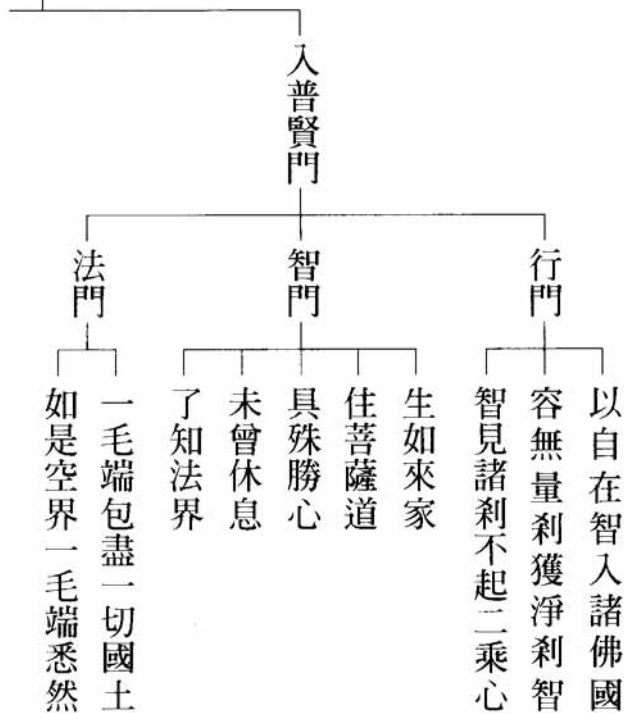 入普賢門
行門
以自在智入諸佛國
容無量剎獲淨剎智
智見諸剎不起二乘心
智門
生如來家
住菩薩道
具殊勝心
未曾休息
了知法界
法門
一毛端包盡一切國土
如是空界一毛端悉然